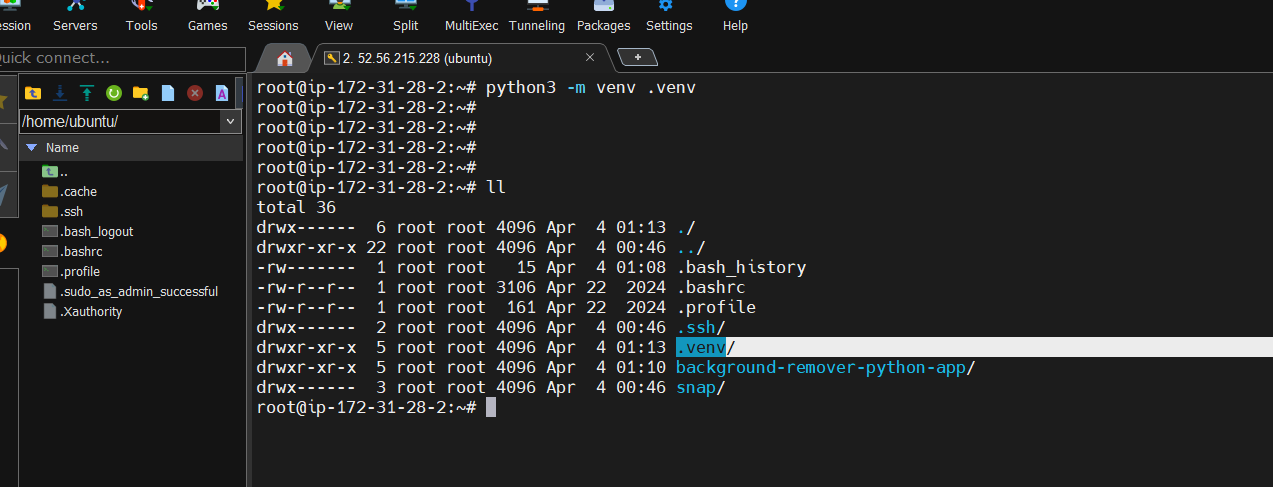 Servers Tools Games Sessions View Split MultiExec Tunneling Packages Settings Help
Quick connect...
2. 52.56.215.228 (ubuntu)
/home/ubuntu/
Name
..
.cache
.ssh
.bash_logout
.bashrc
.profile
.sudo_as_admin_successful
.Xauthority
root@ip-172-31-28-2:~# python3 -m venv .venv
root@ip-172-31-28-2:~#
root@ip-172-31-28-2:~#
root@ip-172-31-28-2:~#
root@ip-172-31-28-2:~#
root@ip-172-31-28-2:~# ll
total 36
drwx------  6 root root 4096 Apr  4 01:13 ./
drwxr-xr-x 22 root root 4096 Apr  4 00:46 ../
-rw-------  1 root root   15 Apr  4 01:08 .bash_history
-rw-r--r--  1 root root 3106 Apr 22  2024 .bashrc
-rw-r--r--  1 root root  161 Apr 22  2024 .profile
drwx------  2 root root 4096 Apr  4 00:46 .ssh/
drwxr-xr-x  5 root root 4096 Apr  4 01:13 .venv/
drwxr-xr-x  5 root root 4096 Apr  4 01:10 background-remover-python-app/
drwx------  3 root root 4096 Apr  4 00:46 snap/
root@ip-172-31-28-2:~#